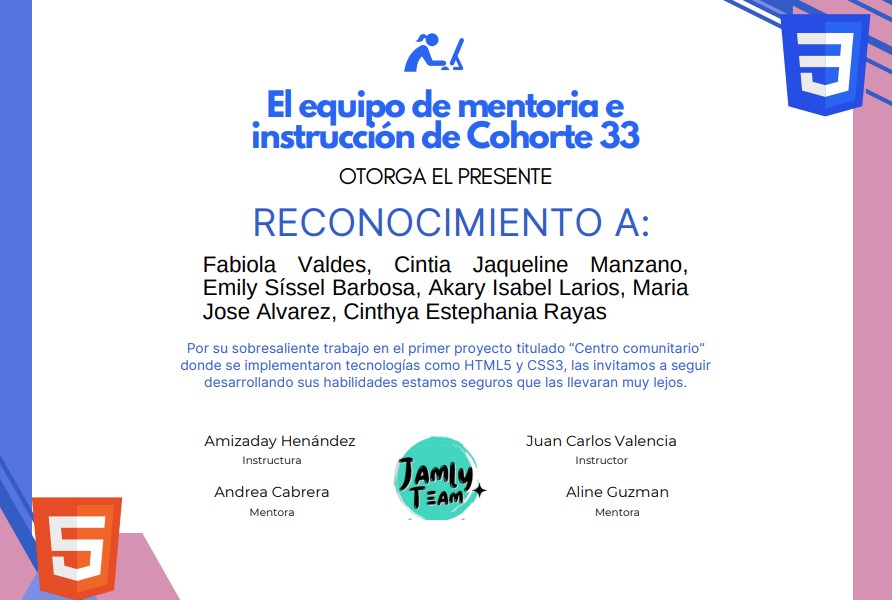 El equipo de mentoria e
instrucción de Cohorte 33
OTORGA EL PRESENTE
RECONOCIMIENTO A:
Fabiola Valdes, Cintia Jaqueline Manzano,
Emily Síssel Barbosa, Akary Isabel Larios, Maria
Jose Alvarez, Cinthya Estephania Rayas
Por su sobresaliente trabajo en el primer proyecto titulado “Centro comunitario”
donde se implementaron tecnologías como HTML5 y CSS3, las invitamos a seguir
desarrollando sus habilidades estamos seguros que las llevaran muy lejos.
Amizaday Henández
Instructura
Juan Carlos Valencia
Instructor
Andrea Cabrera
Mentora
Aline Guzman
Mentora
JAMLY
TEAM
3
5